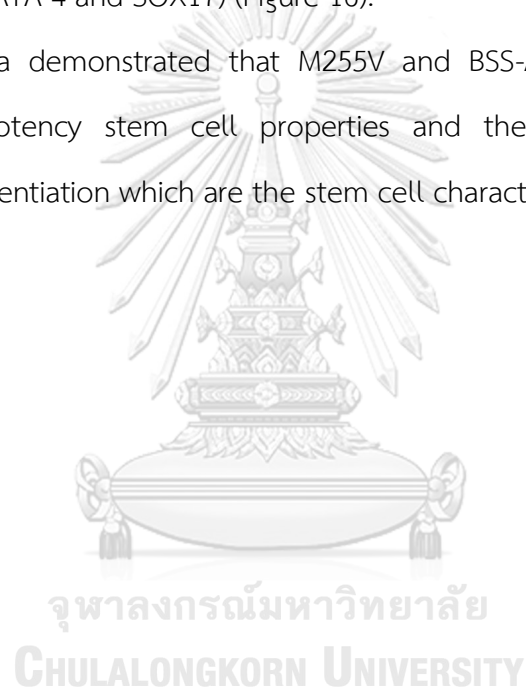 ATA-4 and SOX17) (Figure 16).
a demonstrated that M255V and BSS-
otency stem cell properties and the
entiation which are the stem cell charact
จุฬาลงกรณ์มหาวิทยาลัย
CHULALONGKORN UNIVERSITY